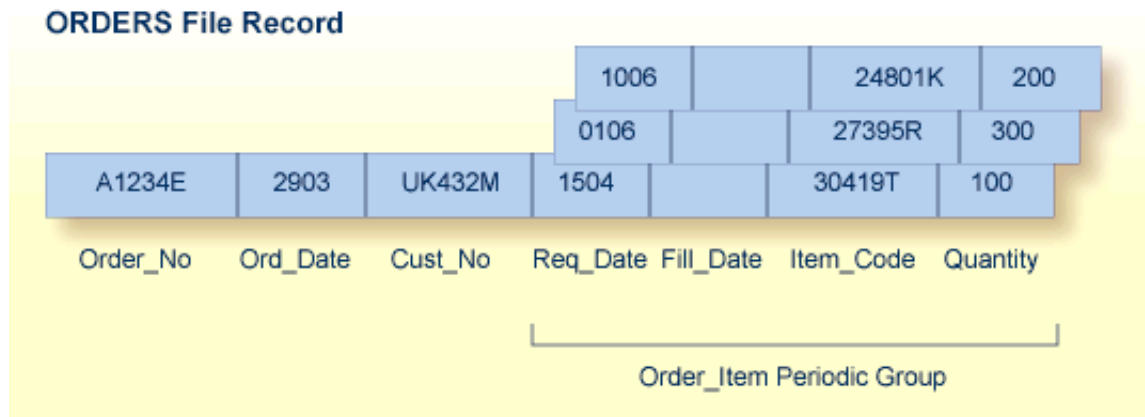 ORDERS File Record
1006 24801K 200
0106 27395R 300
A1234E 2903 UK432M 1504 30419T 100
Order_No Ord_Date Cust_No Req_Date Fill_Date Item_Code Quantity
Order_Item Periodic Group